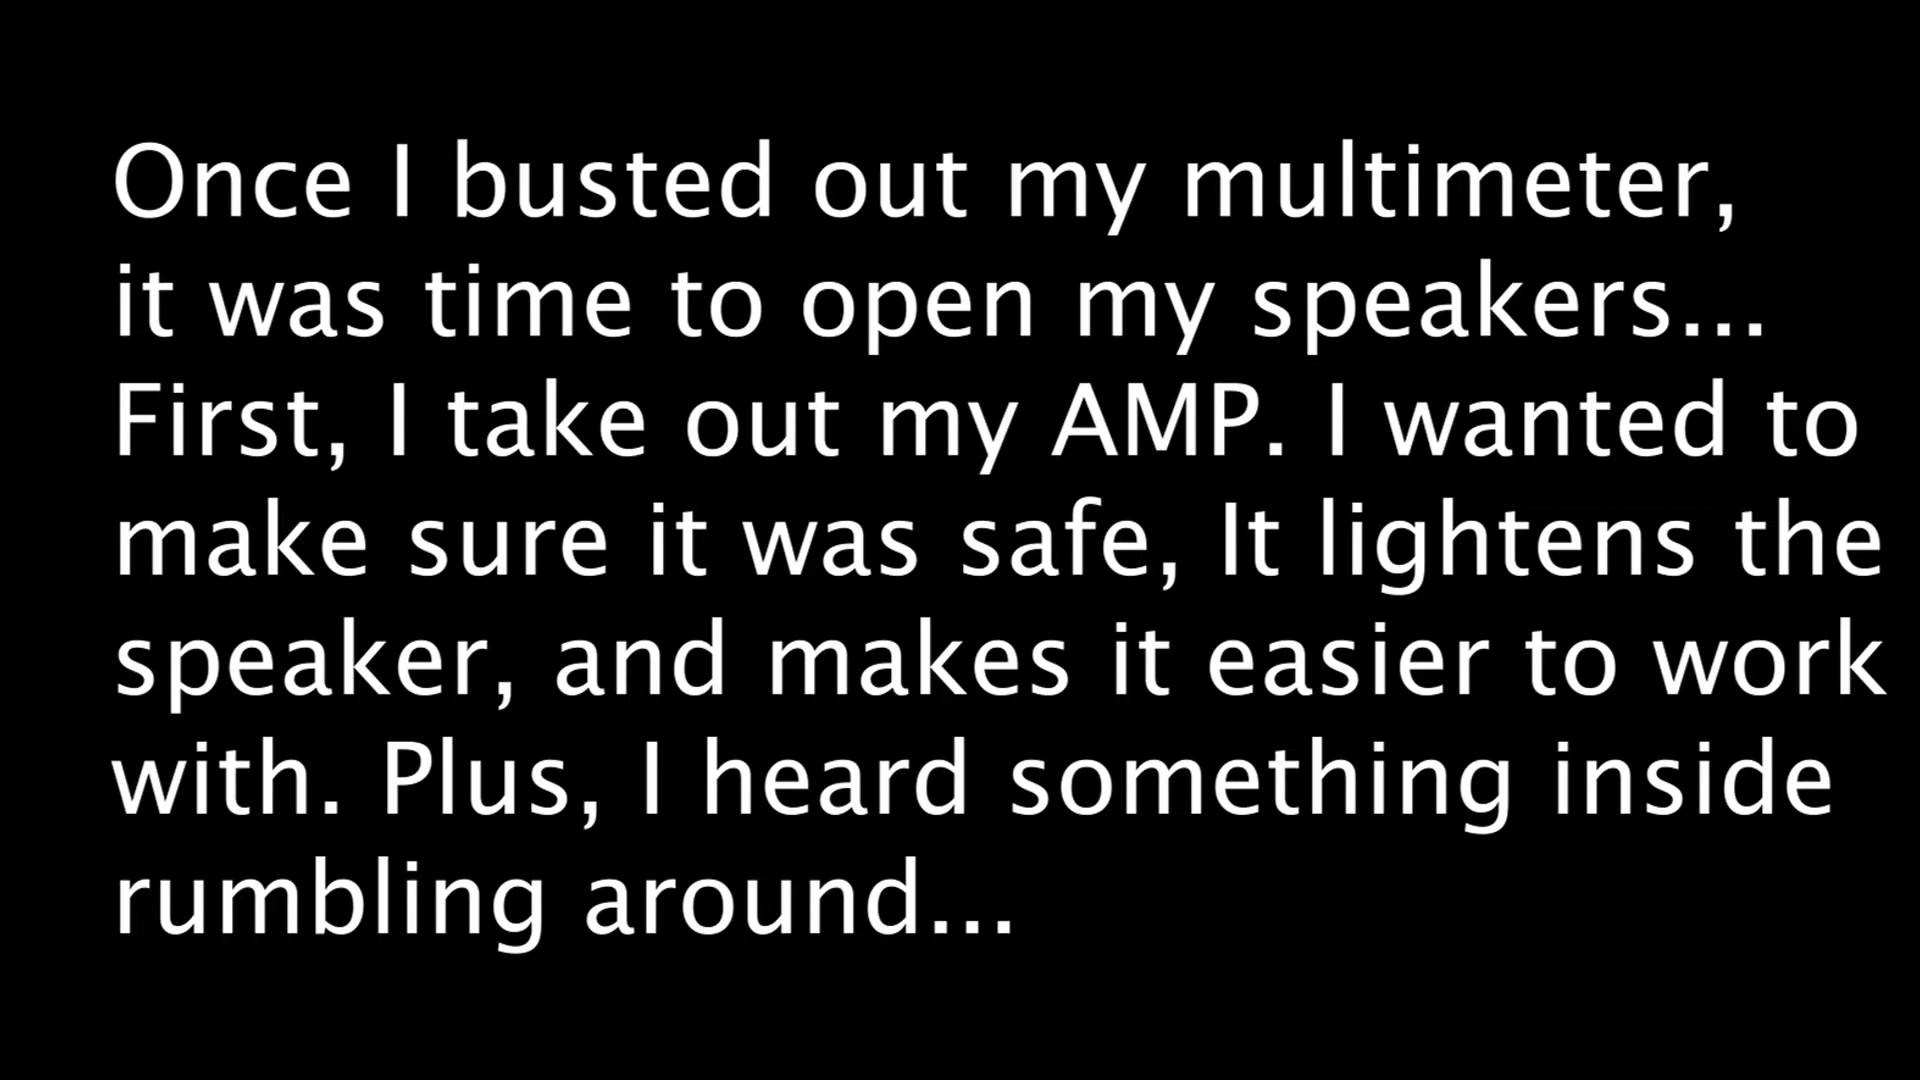 Once I busted out my multimeter,
it was time to open my speakers...
First, I take out my AMP. I wanted to
make sure it was safe, It lightens the
speaker, and makes it easier to work
with. Plus, I heard something inside
rumbling around...